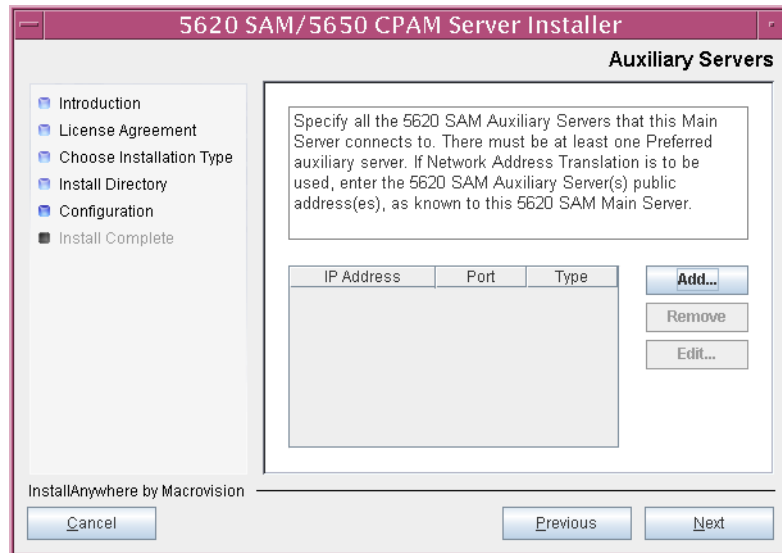 5620 SAM/5650 CPAM Server Installer
Auxiliary Servers
Introduction
License Agreement
Choose Installation Type
Install Directory
Configuration
Install Complete
Specify all the 5620 SAM Auxiliary Servers that this Main
Server connects to. There must be at least one Preferred
auxiliary server. If Network Address Translation is to be
used, enter the 5620 SAM Auxiliary Server(s) public
address(es), as known to this 5620 SAM Main Server.
IP Address Port Type
Add...
Remove
Edit...
InstallAnywhere by Macrovision
Cancel Previous Next